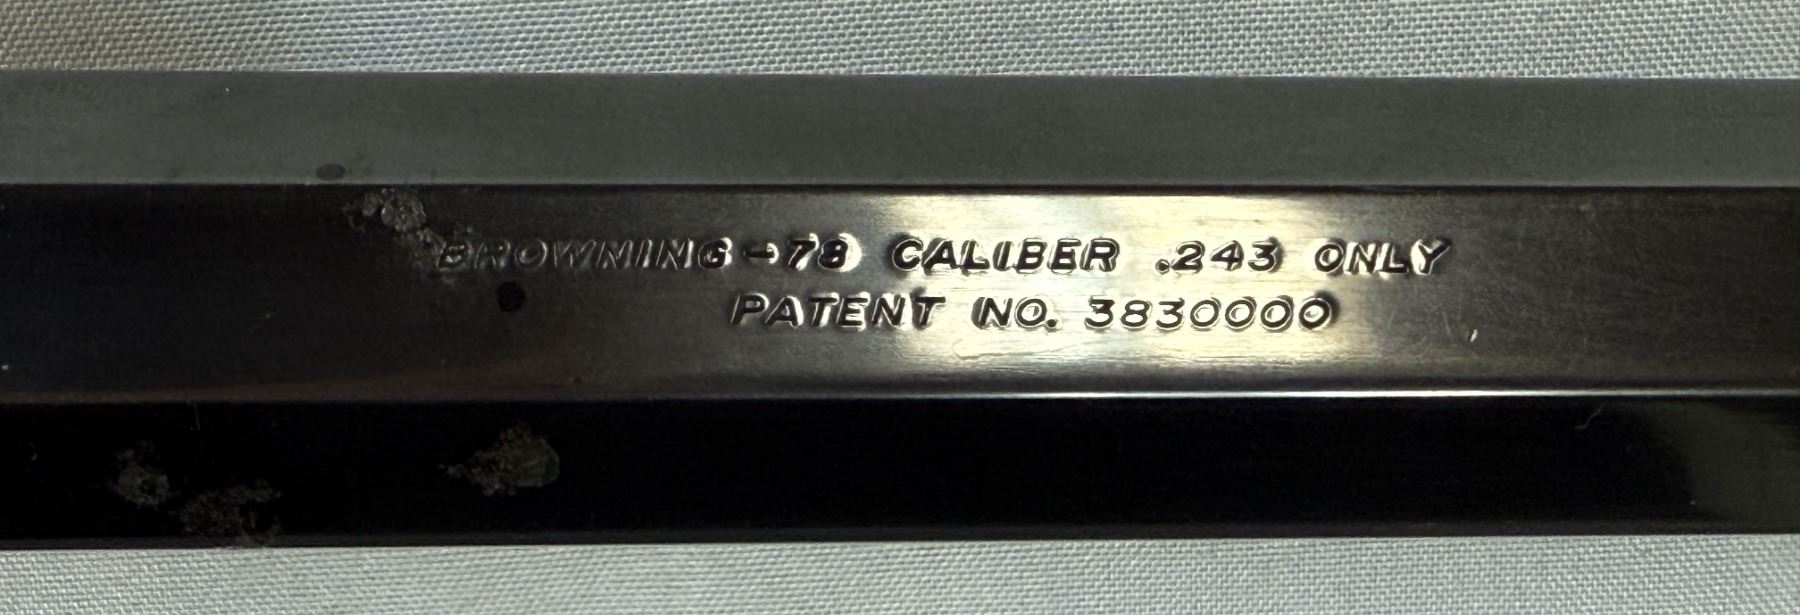 BROWNING-78 CALIBER .243 ONLY
PATENT NO. 3830000